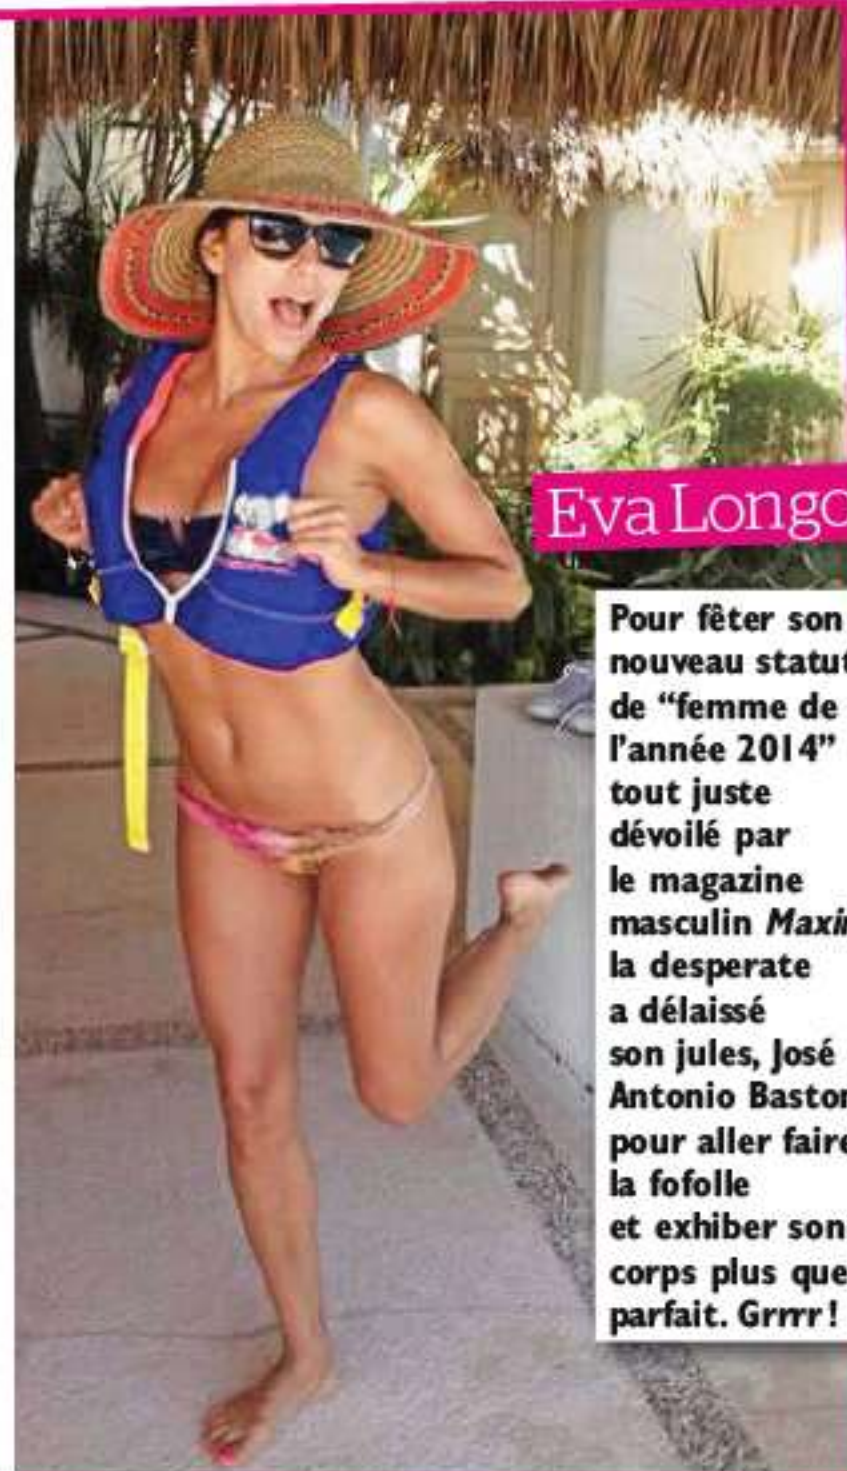 Eva Longo
Pour fêter son
nouveau statut
de “femme de
l’année 2014”
tout juste
dévoilé par
le magazine
masculin Maxi
la desperate
a délaissé
son jules, José
Antonio Basto
pour aller faire
la fofolle
et exhiber son
corps plus que
parfait. Grrrr !